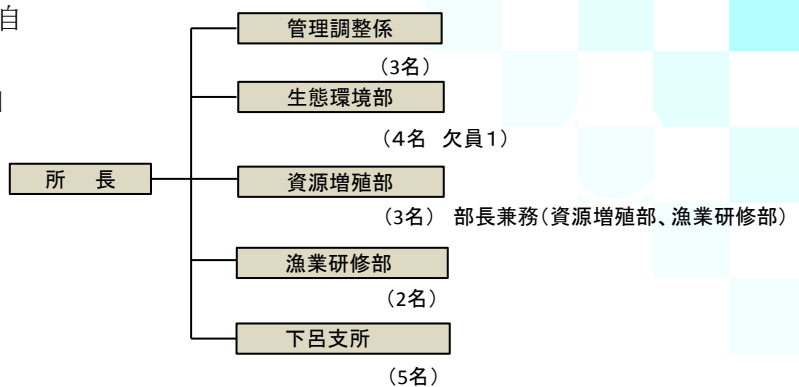 自
管理調整係
（3名）
生態環境部
（4名 欠員1）
所 長
資源増殖部
（3名） 部長兼務（資源増殖部、漁業研修部）
漁業研修部
（2名）
下呂支所
（5名）